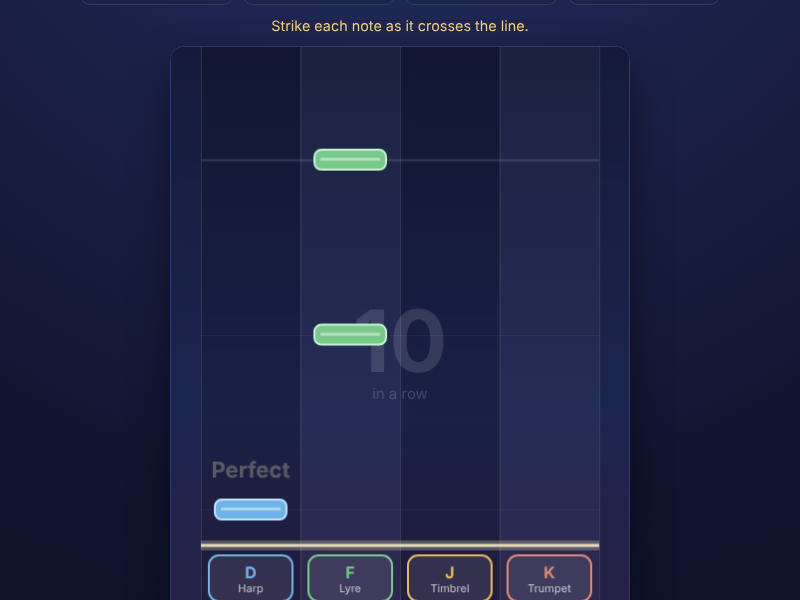 Strike each note as it crosses the line.
10
in a row
Perfect
D F J K
Harp Lyre Timbrel Trumpet